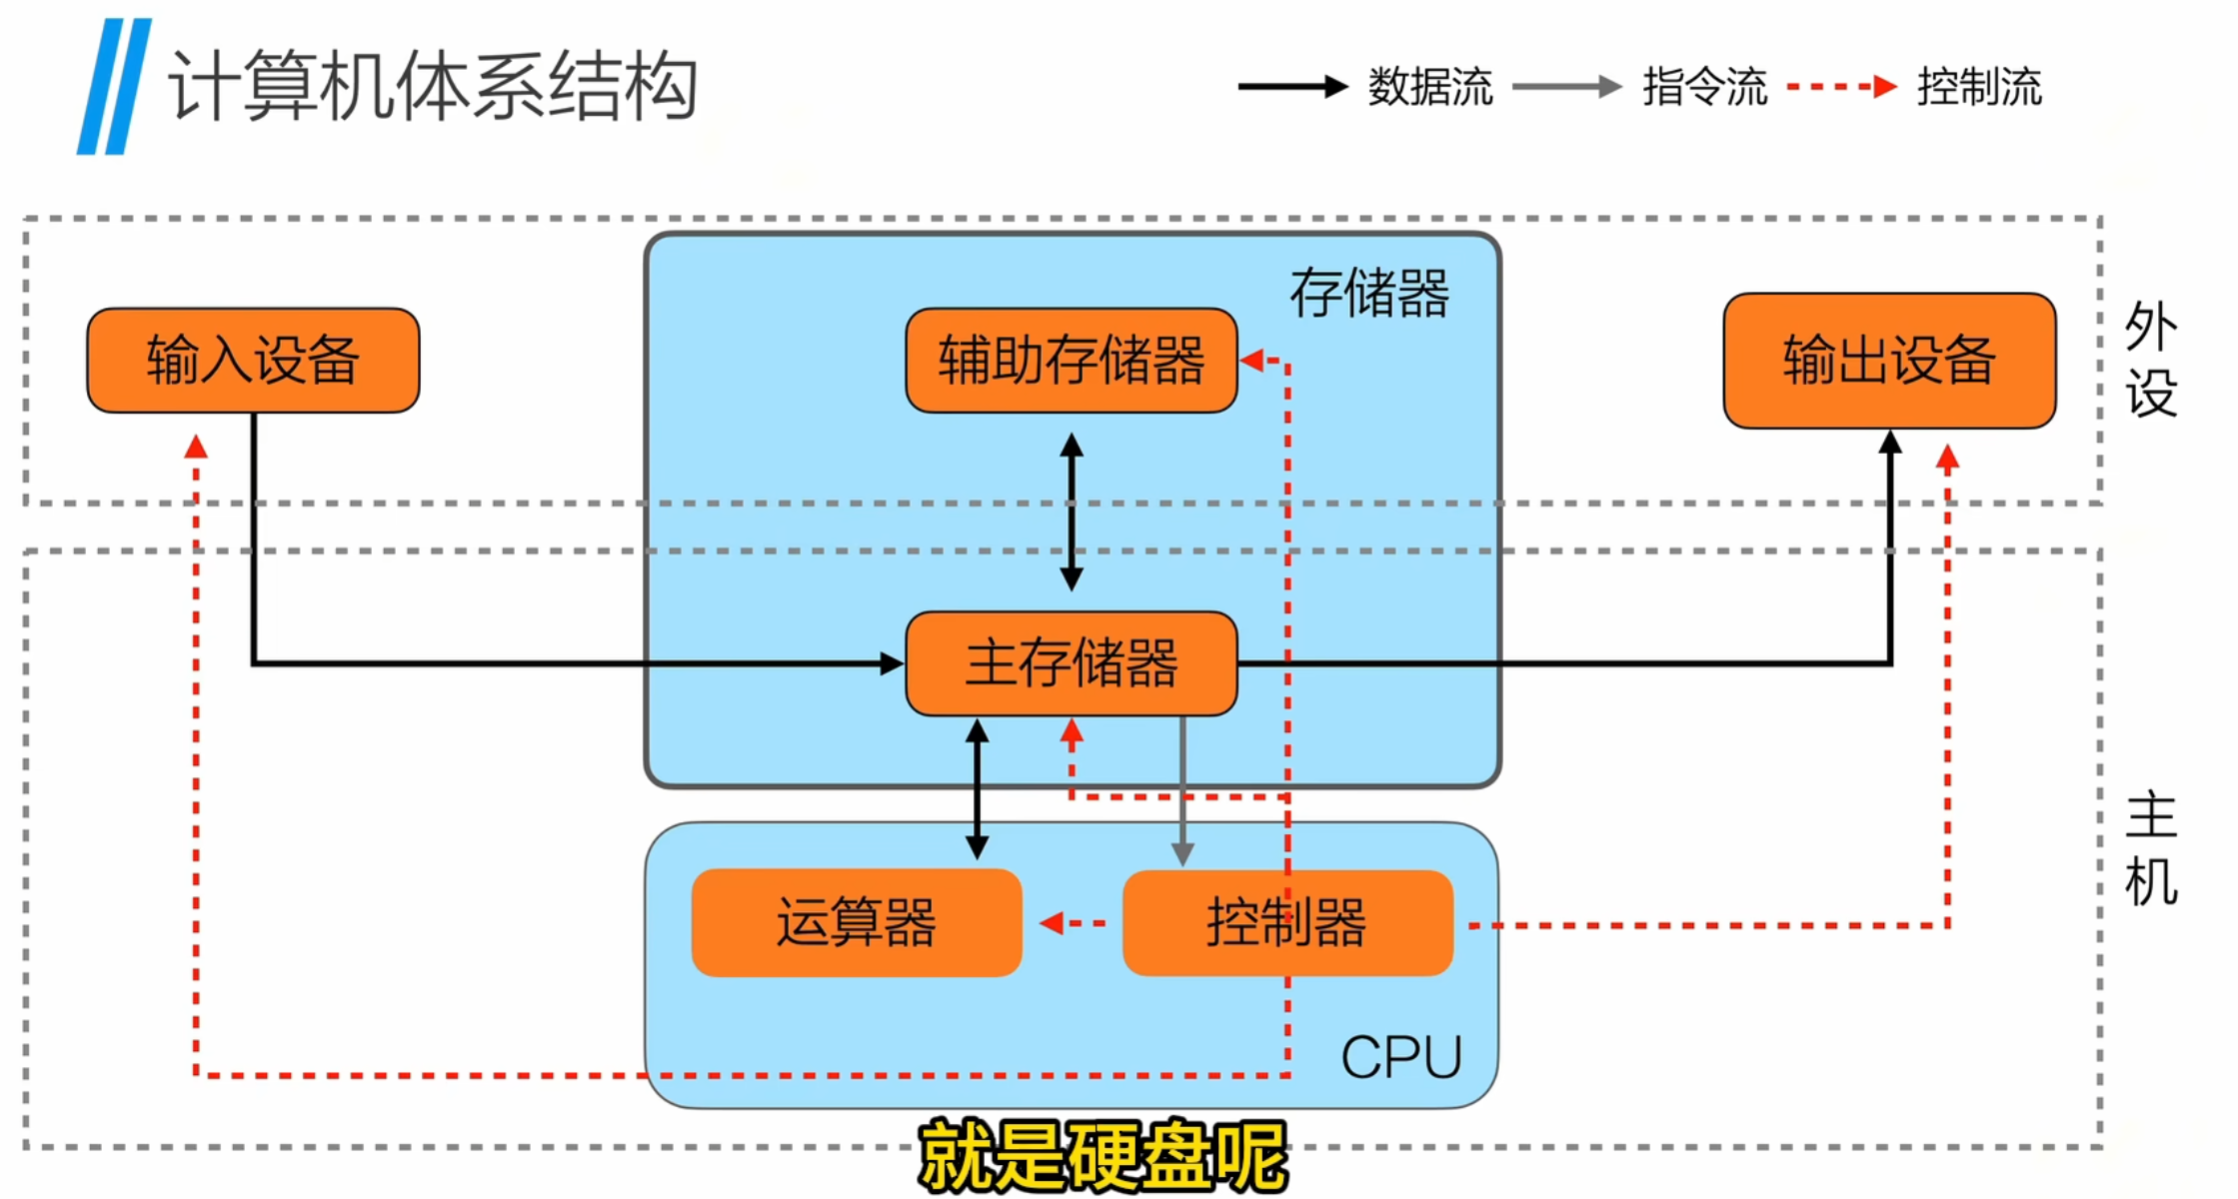 计算机体系结构
数据流
指令流
控制流
存储器
输入设备
辅助存储器
输出设备
外设
主存储器
主机
运算器
控制器
CPU
就是硬盘呢